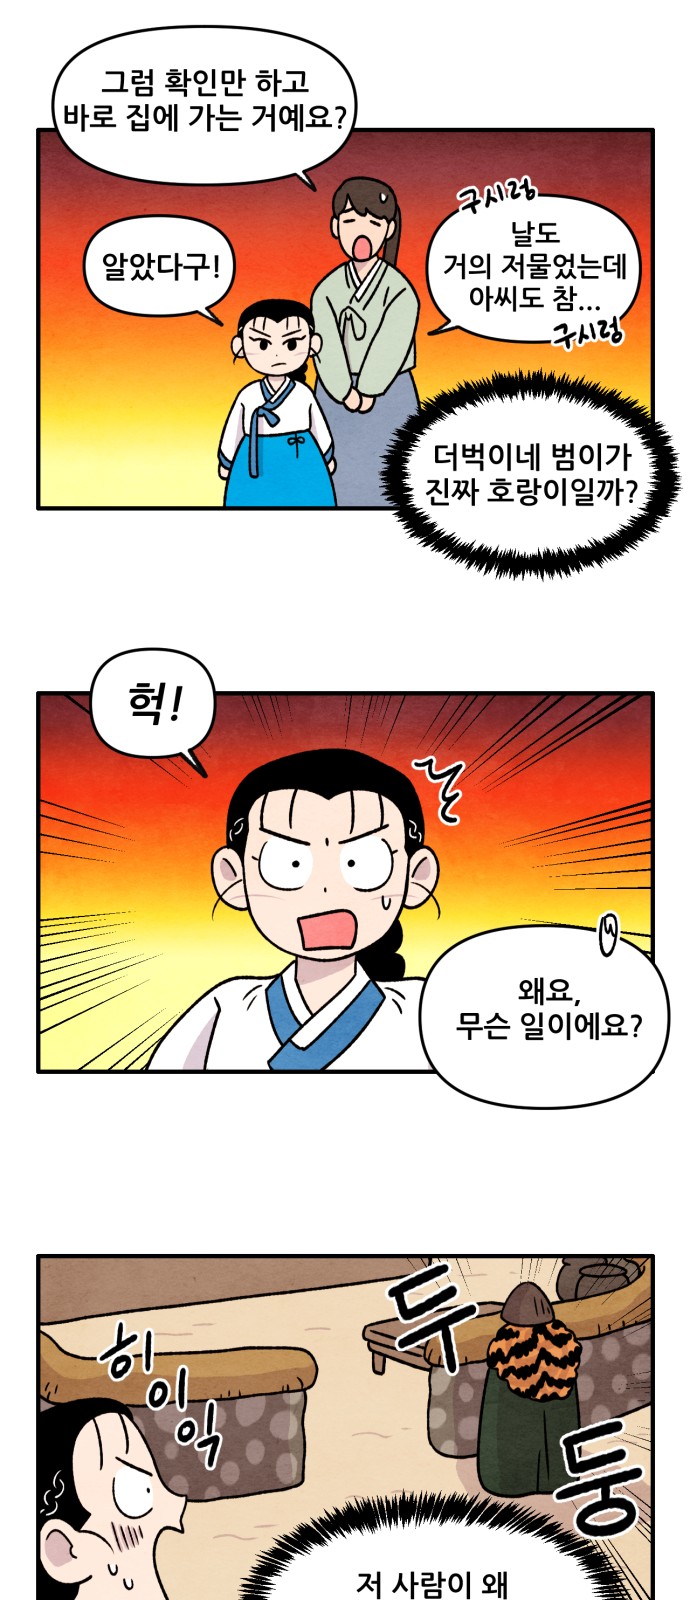 그럼 확인만 하고
바로 집에 가는 거예요?
알았다구!
구시렁
날도
거의 저물었는데
아씨도 참...
구시렁
더벅이네 범이가
진짜 호랑이일까?
헉!
왜요,
무슨 일이에요?
두
둥
히
이
익
저 사람이 왜